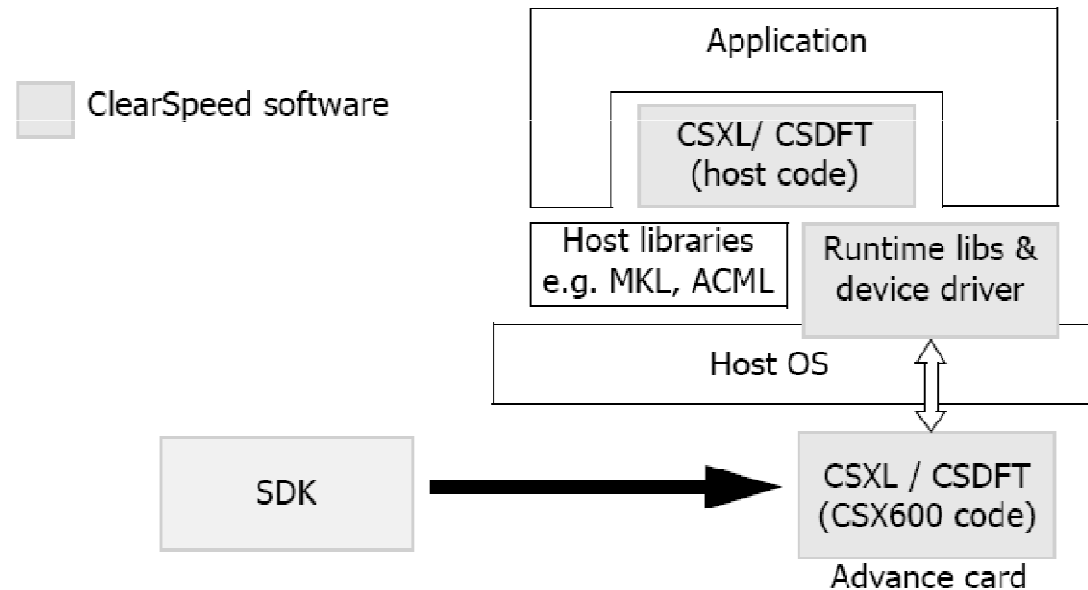 Application
ClearSpeed software
CSXL/ CSDFT
(host code)
Host libraries
e.g. MKL, ACML
Runtime libs &
device driver
Host OS
SDK
CSXL / CSDFT
(CSX600 code)
Advance card